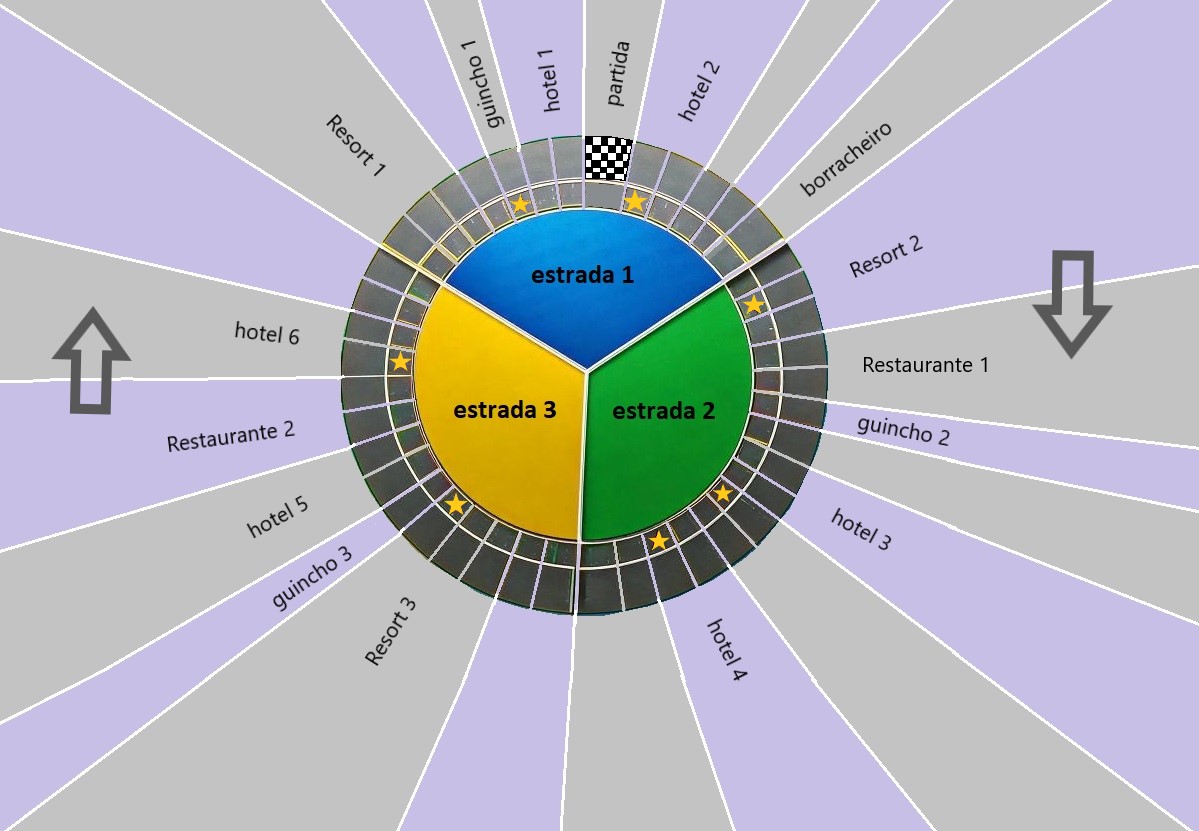 guincho 1
hotel 1
partida
hotel 2
Resort 1
borracheiro
Resort 2
estrada 1
hotel 6
Restaurante 1
estrada 3
estrada 2
Restaurante 2
guincho 2
hotel 5
hotel 3
guincho 3
Resort 3
hotel 4